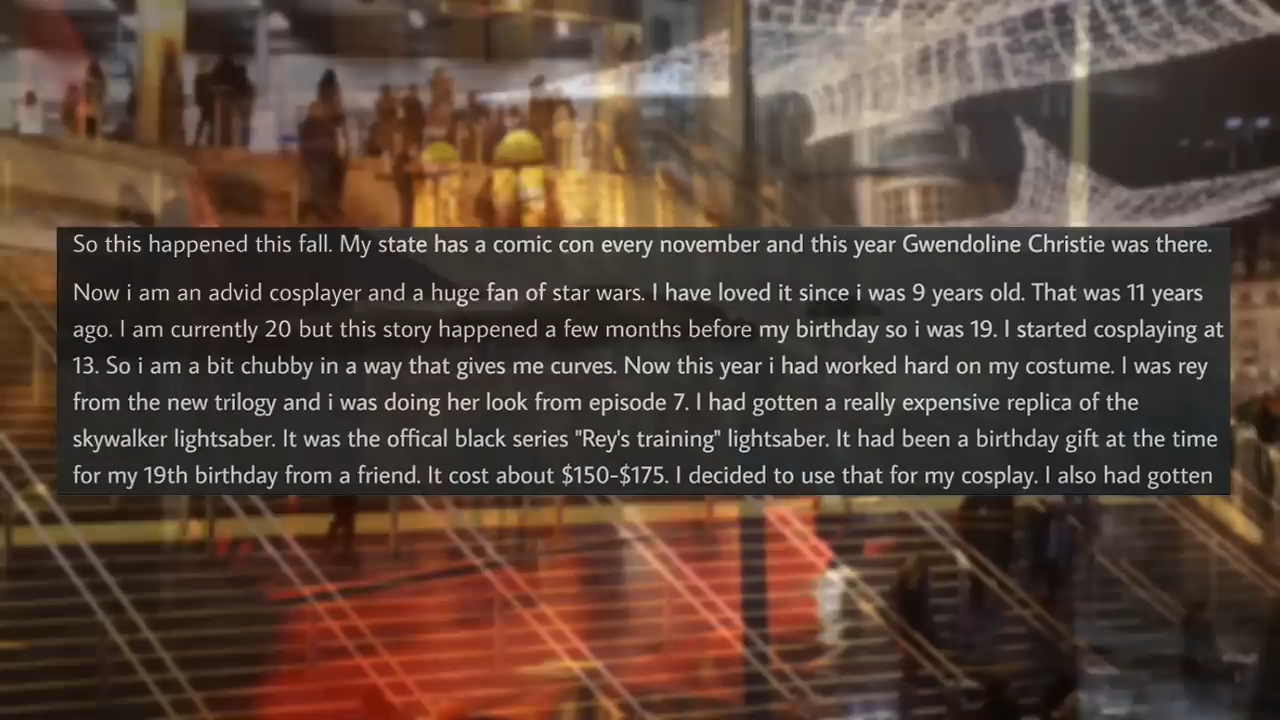 So this happened this fall. My state has a comic con every november and this year Gwendoline Christie was there.
Now i am an advid cosplayer and a huge fan of star wars. I have loved it since i was 9 years old. That was 11 years
ago. I am currently 20 but this story happened a few months before my birthday so i was 19. I started cosplaying at
13. So i am a bit chubby in a way that gives me curves. Now this year i had worked hard on my costume. I was rey
from the new trilogy and i was doing her look from episode 7. I had gotten a really expensive replica of the
skywalker lightsaber. It was the offical black series "Rey's training" lightsaber. It had been a birthday gift at the time
for my 19th birthday from a friend. It cost about $150-$175. I decided to use that for my cosplay. I also had gotten